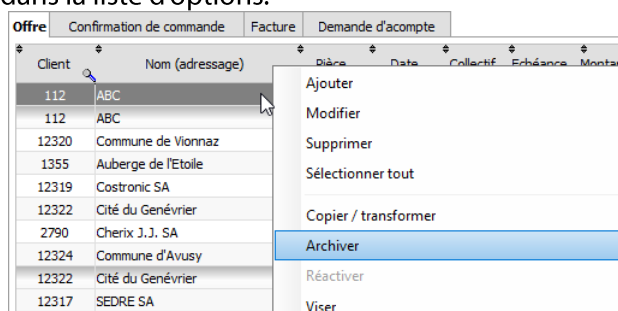 dans la liste d'options.
Offre Confirmation de commande Facture Demande d'acompte
Client Nom (adressage) Pièce Date Collectif Echéance
112 ABC
112 ABC
12320 Commune de Vionnaz
1355 Auberge de l'Etoile
12319 Costronic SA
12322 Cité du Genévrier
2790 Cherix J.J. SA
12324 Commune d'Avusy
12322 Cité du Genévrier
12317 SEDRE SA
Ajouter
Modifier
Supprimer
Sélectionner tout
Copier / transformer
Archiver
Réactiver
Viser